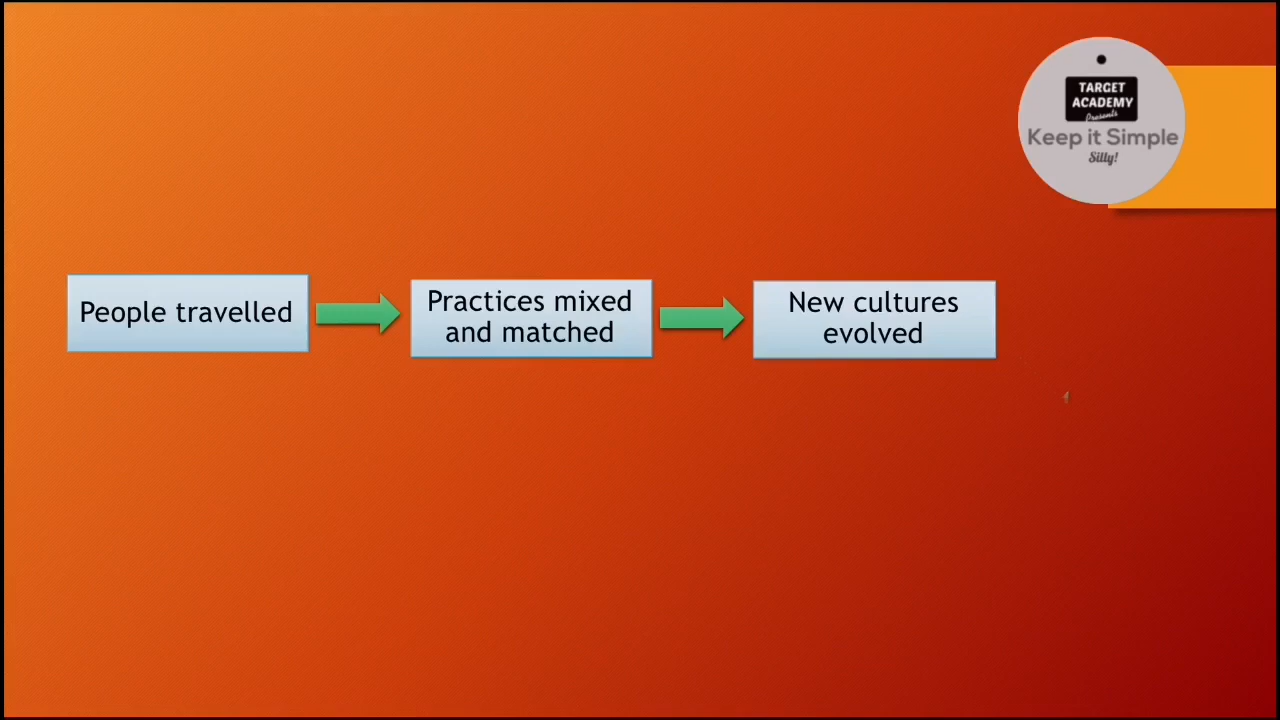 TARGET
ACADEMY
Presents
Keep it Simple
Silly!
People travelled
Practices mixed
and matched
New cultures
evolved